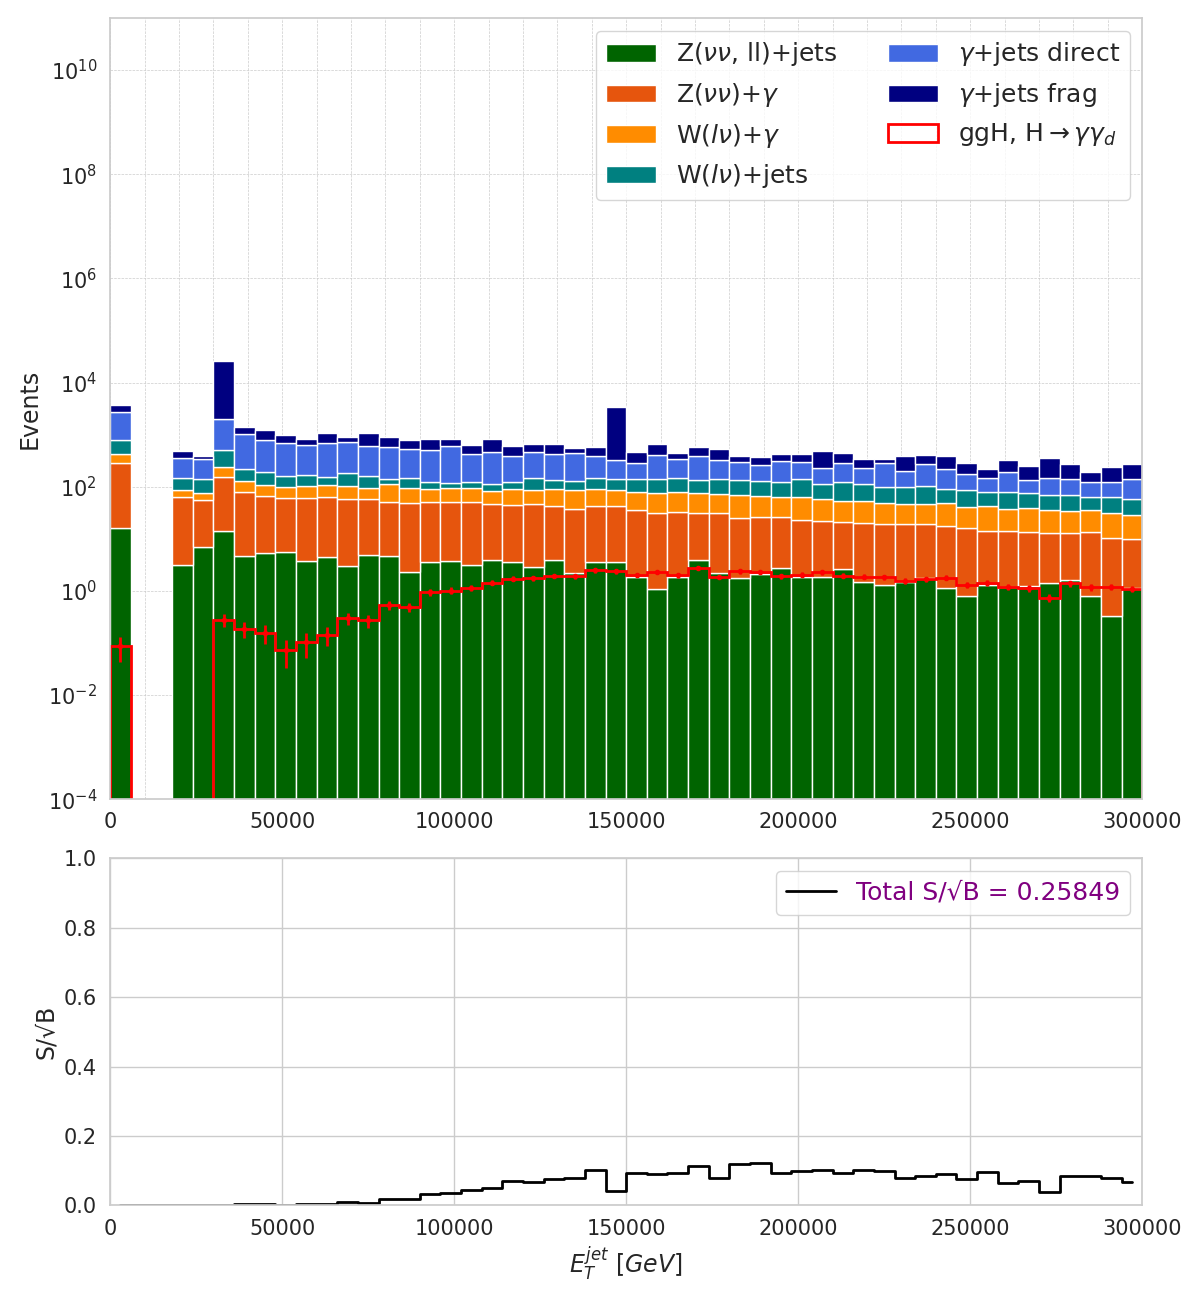 Z(νν, ll)+jets
Z(νν)+γ
W(lν)+γ
W(lν)+jets
γ+jets direct
γ+jets frag
ggH, H→γγ_d
Events
10^10
10^8
10^6
10^4
10^2
10^0
10^−2
10^−4
0 50000 100000 150000 200000 250000 300000
Total S/√B = 0.25849
S/√B
1.0
0.8
0.6
0.4
0.2
0.0
0 50000 100000 150000 200000 250000 300000
E_T^jet [GeV]